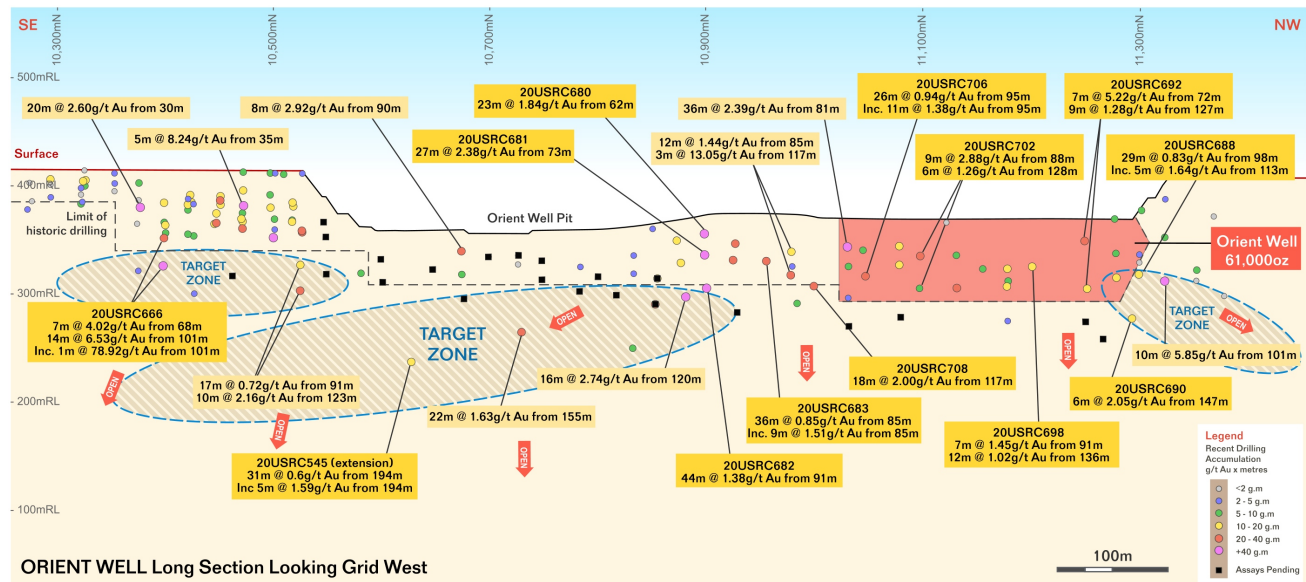 SE
NW
10,300mN
10,500mN
10,700mN
10,900mN
11,100mN
11,300mN
500mRL
400mRL
300mRL
200mRL
100mRL
20m @ 2.60g/t Au from 30m
5m @ 8.24g/t Au from 35m
8m @ 2.92g/t Au from 90m
20USRC680
23m @ 1.84g/t Au from 62m
20USRC681
27m @ 2.38g/t Au from 73m
36m @ 2.39g/t Au from 81m
12m @ 1.44g/t Au from 85m
3m @ 13.05g/t Au from 117m
20USRC706
26m @ 0.94g/t Au from 95m
Inc. 11m @ 1.38g/t Au from 95m
20USRC702
9m @ 2.88g/t Au from 88m
6m @ 1.26g/t Au from 128m
20USRC692
7m @ 5.22g/t Au from 72m
9m @ 1.28g/t Au from 127m
20USRC688
29m @ 0.83g/t Au from 98m
Inc. 5m @ 1.64g/t Au from 113m
Surface
Limit of
historic drilling
Orient Well Pit
Orient Well
61,000oz
TARGET
ZONE
TARGET
ZONE
TARGET
ZONE
OPEN
OPEN
OPEN
OPEN
OPEN
OPEN
OPEN
20USRC666
7m @ 4.02g/t Au from 68m
14m @ 6.53g/t Au from 101m
Inc. 1m @ 78.92g/t Au from 101m
17m @ 0.72g/t Au from 91m
10m @ 2.16g/t Au from 123m
20USRC545 (extension)
31m @ 0.6g/t Au from 194m
Inc 5m @ 1.59g/t Au from 194m
22m @ 1.63g/t Au from 155m
16m @ 2.74g/t Au from 120m
20USRC682
44m @ 1.38g/t Au from 91m
20USRC683
36m @ 0.85g/t Au from 85m
Inc. 9m @ 1.51g/t Au from 85m
20USRC708
18m @ 2.00g/t Au from 117m
20USRC698
7m @ 1.45g/t Au from 91m
12m @ 1.02g/t Au from 136m
20USRC690
6m @ 2.05g/t Au from 147m
10m @ 5.85g/t Au from 101m
Legend
Recent Drilling
Accumulation
g/t Au x metres
<2 g.m
2 - 5 g.m
5 - 10 g.m
10 - 20 g.m
20 - 40 g.m
+40 g.m
Assays Pending
100m
ORIENT WELL Long Section Looking Grid West